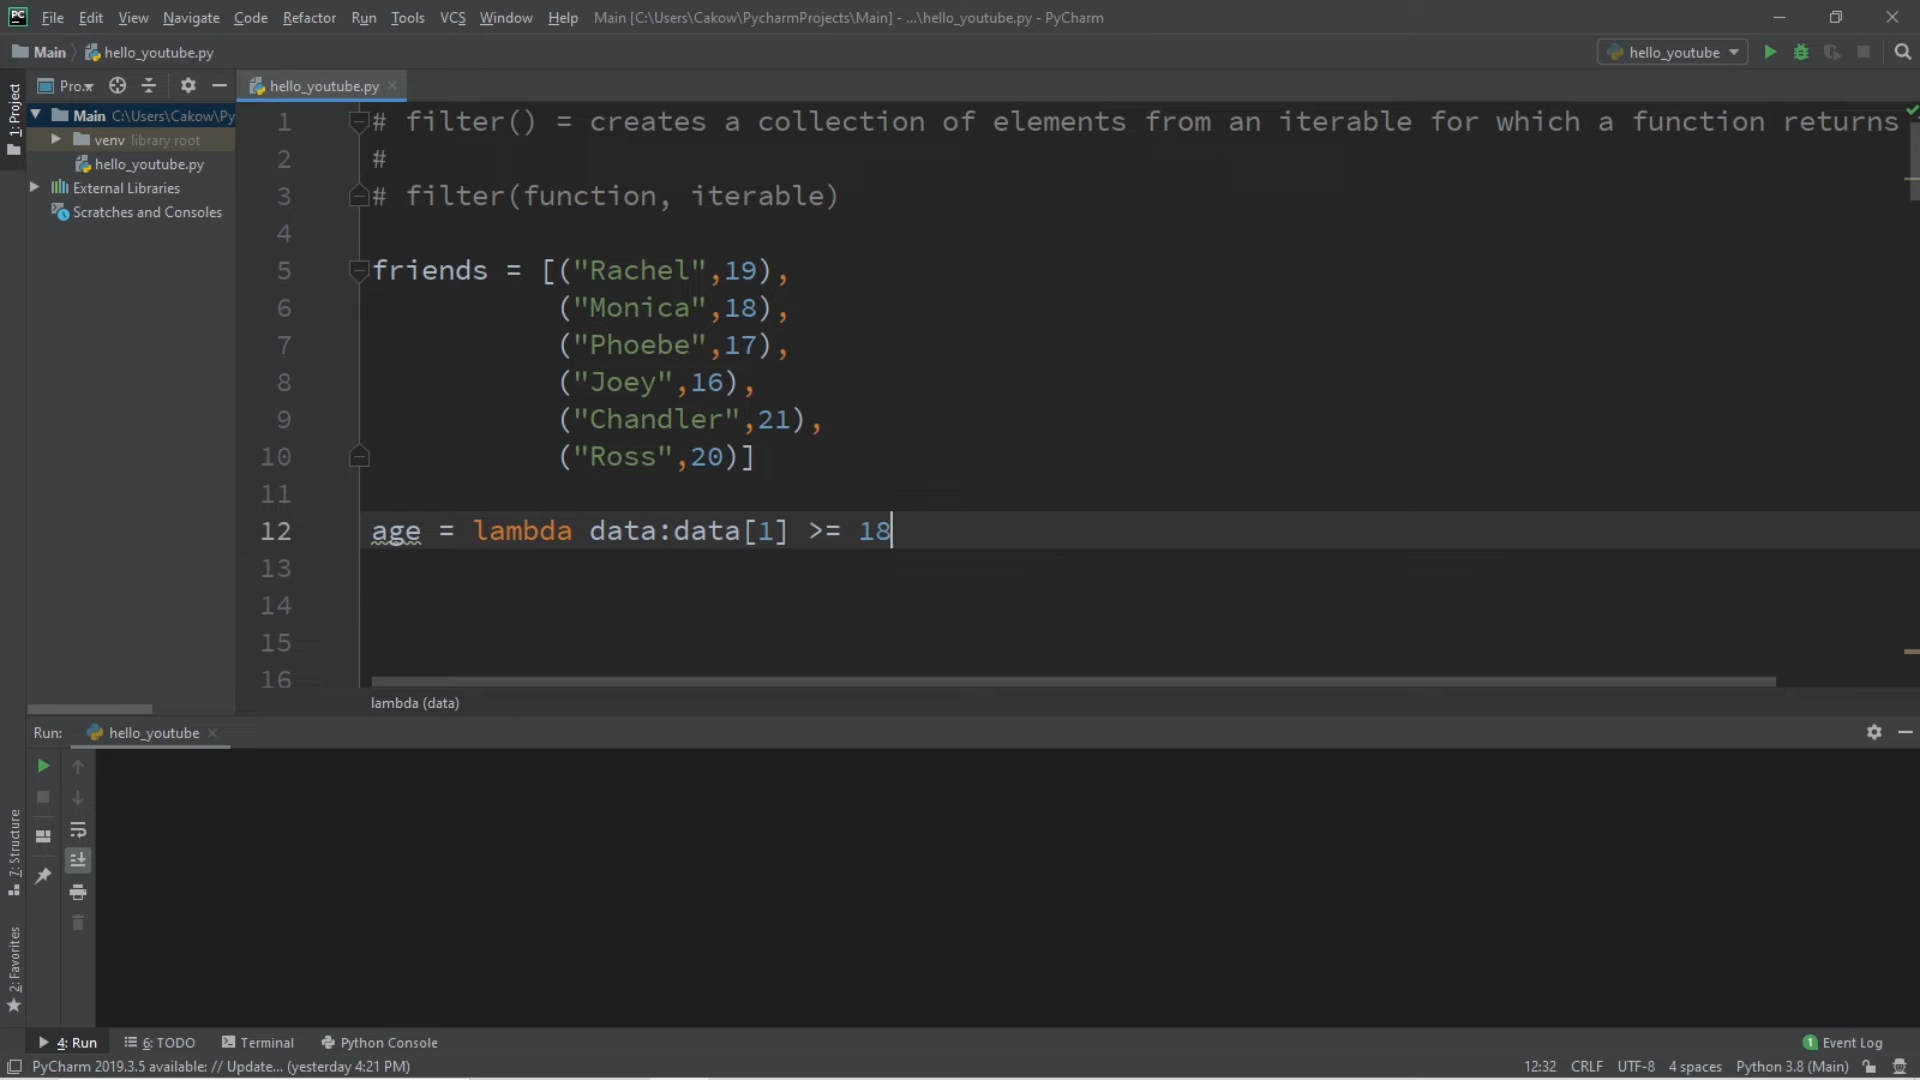 PC File Edit View Navigate Code Refactor Run Tools VCS Window Help Main [C:\Users\Cakow\PycharmProjects\Main] - ...\hello_youtube.py - PyCharm
Main hello_youtube.py hello_youtube
1: Project
Pro... hello_youtube.py
Main C:\Users\Cakow\Py
venv library root
hello_youtube.py
External Libraries
Scratches and Consoles
1 # filter() = creates a collection of elements from an iterable for which a function returns
2 #
3 # filter(function, iterable)
4
5 friends = [("Rachel",19),
6 ("Monica",18),
7 ("Phoebe",17),
8 ("Joey",16),
9 ("Chandler",21),
10 ("Ross",20)]
11
12 age = lambda data:data[1] >= 18
13
14
15
16
lambda (data)
Run: hello_youtube
7: Structure
2: Favorites
4: Run 6: TODO Terminal Python Console 1 Event Log
PyCharm 2019.3.5 available: // Update... (yesterday 4:21 PM) 12:32 CRLF UTF-8 4 spaces Python 3.8 (Main)